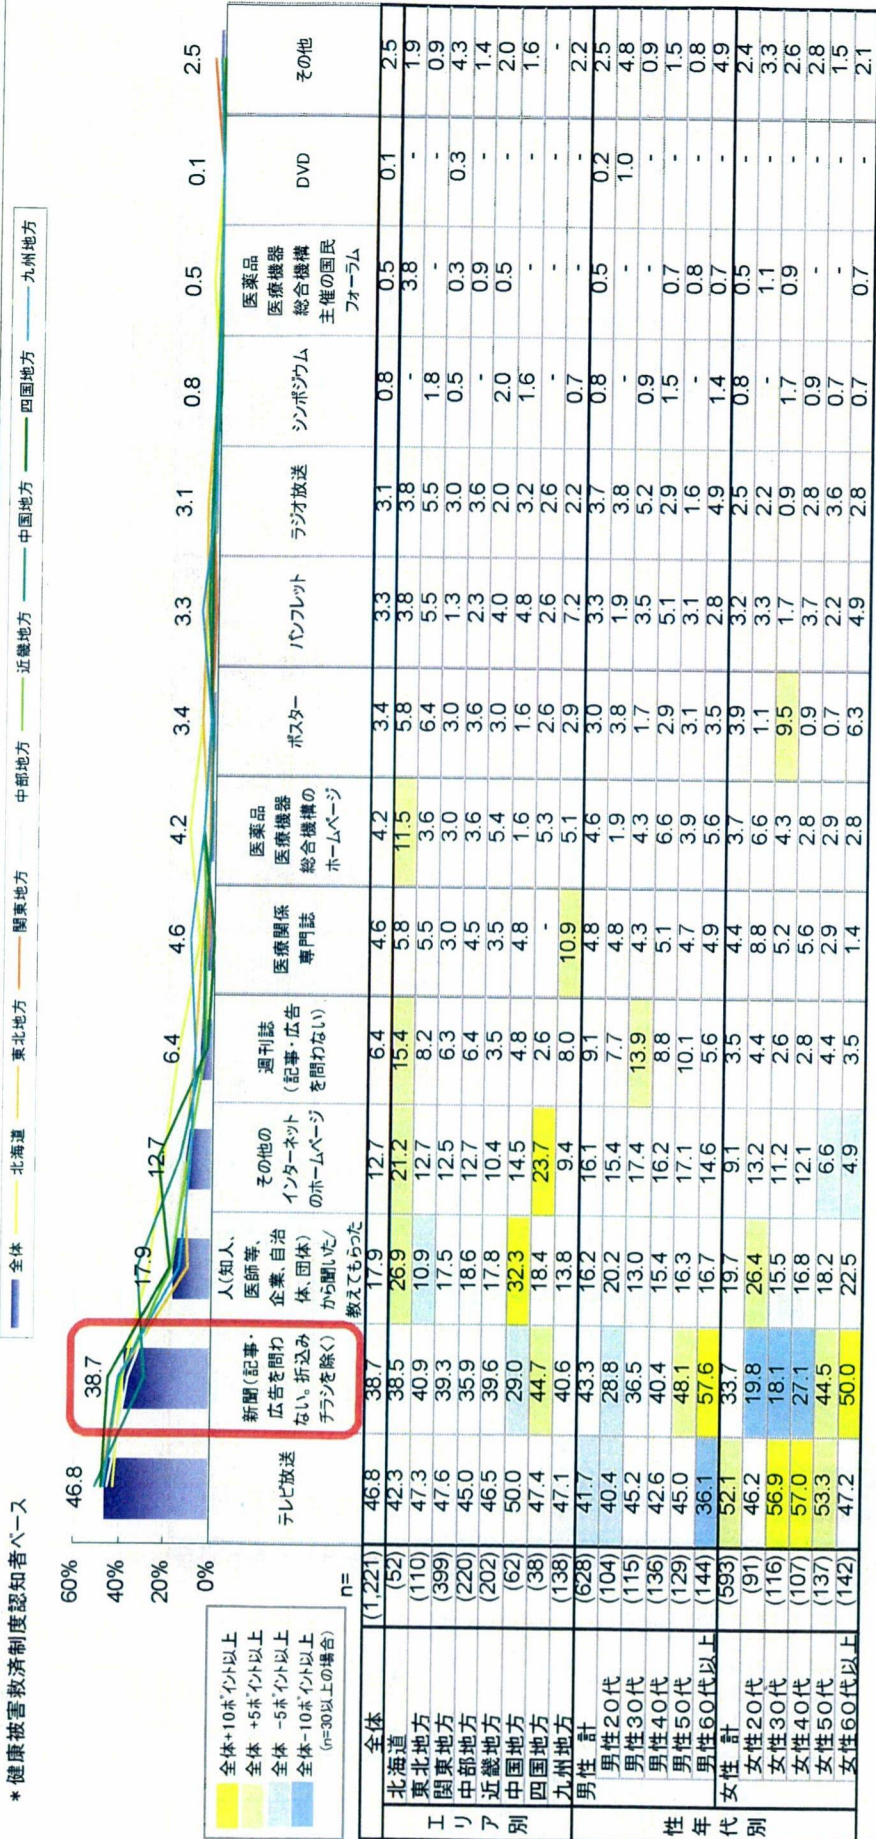 *健康被害救済制度認知者ベース
全体 北海道 東北地方 関東地方 中部地方 近畿地方 中国地方 四国地方 九州地方
60%
40%
20%
0%
46.8 38.7 17.9 12.7 6.4 4.6 4.2 3.4 3.3 3.1 0.8 0.5 0.1 2.5
全体+10ポイント以上
全体 +5ポイント以上
全体 -5ポイント以上
全体-10ポイント以上
(n=30以上の場合)
n=
テレビ放送
新聞(記事・
広告を問わ
ない。折込み
チラシを除く)
人(知人、
医師等、
企業、自治
体、団体)
から聞いた/
教えてもらった
その他の
インターネット
のホームページ
週刊誌
(記事・広告
を問わない)
医療関係
専門誌
医薬品
医療機器
総合機構の
ホームページ
ポスター
パンフレット
ラジオ放送
シンポジウム
医薬品
医療機器
総合機構
主催の国民
フォーラム
DVD
その他
全体 (1,221) 46.8 38.7 17.9 12.7 6.4 4.6 4.2 3.4 3.3 3.1 0.8 0.5 0.1 2.5
エリア別
北海道 (52) 42.3 38.5 26.9 21.2 15.4 5.8 11.5 5.8 3.8 3.8 - 3.8 - 1.9
東北地方 (110) 47.3 40.9 10.9 12.7 8.2 5.5 3.6 6.4 5.5 5.5 1.8 - - 0.9
関東地方 (399) 47.6 39.3 17.5 12.5 6.3 3.0 3.0 3.0 1.3 3.0 0.5 0.3 0.3 4.3
中部地方 (220) 45.0 35.9 18.6 12.7 6.4 4.5 3.6 3.6 2.3 3.6 - 0.9 - 1.4
近畿地方 (202) 46.5 39.6 17.8 10.4 3.5 3.5 5.4 3.0 4.0 2.0 2.0 0.5 - 2.0
中国地方 (62) 50.0 29.0 32.3 14.5 4.8 4.8 1.6 1.6 4.8 3.2 1.6 - - 1.6
四国地方 (38) 47.4 44.7 18.4 23.7 2.6 - 5.3 2.6 2.6 2.6 - - - -
九州地方 (138) 47.1 40.6 13.8 9.4 8.0 10.9 5.1 2.9 7.2 2.2 0.7 - - 2.2
性年代別
男性 計 (628) 41.7 43.3 16.2 16.1 9.1 4.8 4.6 3.0 3.3 3.7 0.8 0.5 0.2 2.5
男性20代 (104) 40.4 28.8 20.2 15.4 7.7 4.8 1.9 3.8 1.9 3.8 - - 1.0 4.8
男性30代 (115) 45.2 36.5 13.0 17.4 13.9 4.3 4.3 1.7 3.5 5.2 0.9 - - 0.9
男性40代 (136) 42.6 40.4 15.4 16.2 8.8 5.1 6.6 2.9 5.1 2.9 1.5 0.7 - 1.5
男性50代 (129) 45.0 48.1 16.3 17.1 10.1 4.7 3.9 3.1 3.1 1.6 - 0.8 - 0.8
男性60代以上 (144) 36.1 57.6 16.7 14.6 5.6 4.9 5.6 3.5 2.8 4.9 1.4 0.7 - 4.9
女性 計 (593) 52.1 33.7 19.7 9.1 3.5 4.4 3.7 3.9 3.2 2.5 0.8 0.5 - 2.4
女性20代 (91) 46.2 19.8 26.4 13.2 4.4 8.8 6.6 1.1 3.3 2.2 - 1.1 - 3.3
女性30代 (116) 56.9 18.1 15.5 11.2 2.6 5.2 4.3 9.5 1.7 0.9 1.7 0.9 - 2.6
女性40代 (107) 57.0 27.1 16.8 12.1 2.8 5.6 2.8 0.9 3.7 2.8 0.9 - - 2.8
女性50代 (137) 53.3 44.5 18.2 6.6 4.4 2.9 2.9 0.7 2.2 3.6 0.7 - - 1.5
女性60代以上 (142) 47.2 50.0 22.5 4.9 3.5 1.4 2.8 6.3 4.9 2.8 0.7 0.7 - 2.1